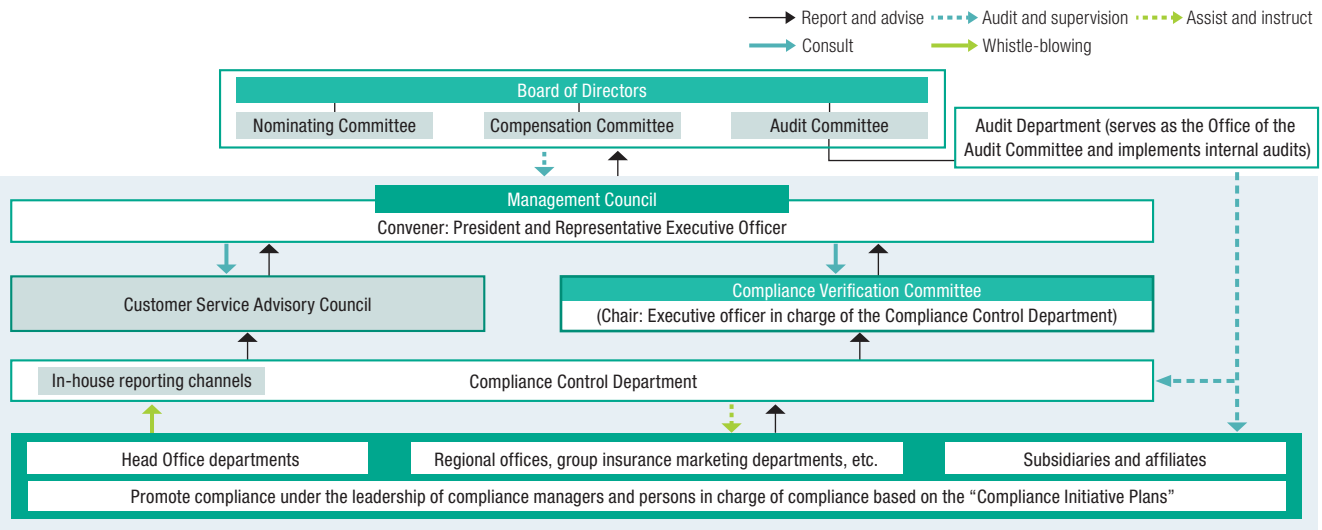 Report and advise
Audit and supervision
Assist and instruct
Consult
Whistle-blowing
Board of Directors
Nominating Committee
Compensation Committee
Audit Committee
Audit Department (serves as the Office of the
Audit Committee and implements internal audits)
Management Council
Convener: President and Representative Executive Officer
Customer Service Advisory Council
Compliance Verification Committee
(Chair: Executive officer in charge of the Compliance Control Department)
In-house reporting channels
Compliance Control Department
Head Office departments
Regional offices, group insurance marketing departments, etc.
Subsidiaries and affiliates
Promote compliance under the leadership of compliance managers and persons in charge of compliance based on the “Compliance Initiative Plans”